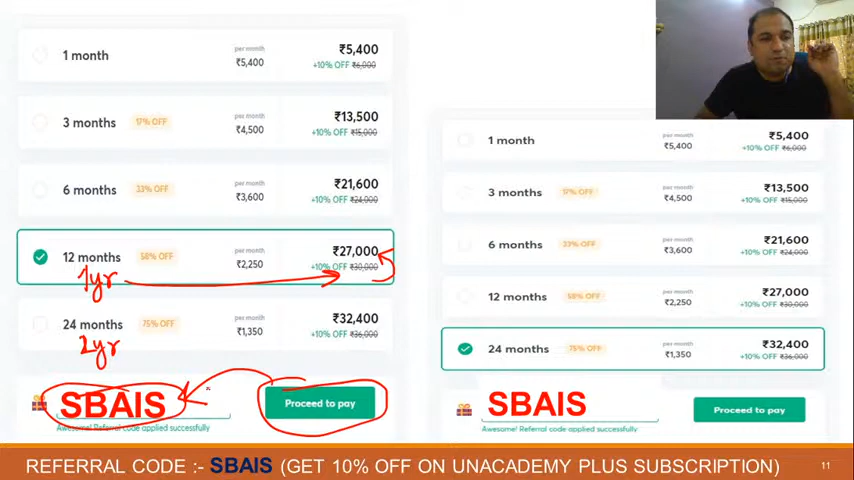 1 month
per month
₹5,400
₹5,400
+10% OFF ₹6,000
3 months
17% OFF
per month
₹4,500
₹13,500
+10% OFF ₹15,000
6 months
33% OFF
per month
₹3,600
₹21,600
+10% OFF ₹24,000
12 months
58% OFF
per month
₹2,250
₹27,000
+10% OFF ₹30,000
1yr
24 months
75% OFF
per month
₹1,350
₹32,400
+10% OFF ₹36,000
2yr
SBAIS
Proceed to pay
Awesome! Referral code applied successfully
1 month
per month
₹5,400
₹5,400
+10% OFF ₹6,000
3 months
17% OFF
per month
₹4,500
₹13,500
+10% OFF ₹15,000
6 months
33% OFF
per month
₹3,600
₹21,600
+10% OFF ₹24,000
12 months
58% OFF
per month
₹2,250
₹27,000
+10% OFF ₹30,000
24 months
75% OFF
per month
₹1,350
₹32,400
+10% OFF ₹36,000
SBAIS
Proceed to pay
Awesome! Referral code applied successfully
REFERRAL CODE :- SBAIS (GET 10% OFF ON UNACADEMY PLUS SUBSCRIPTION)
11